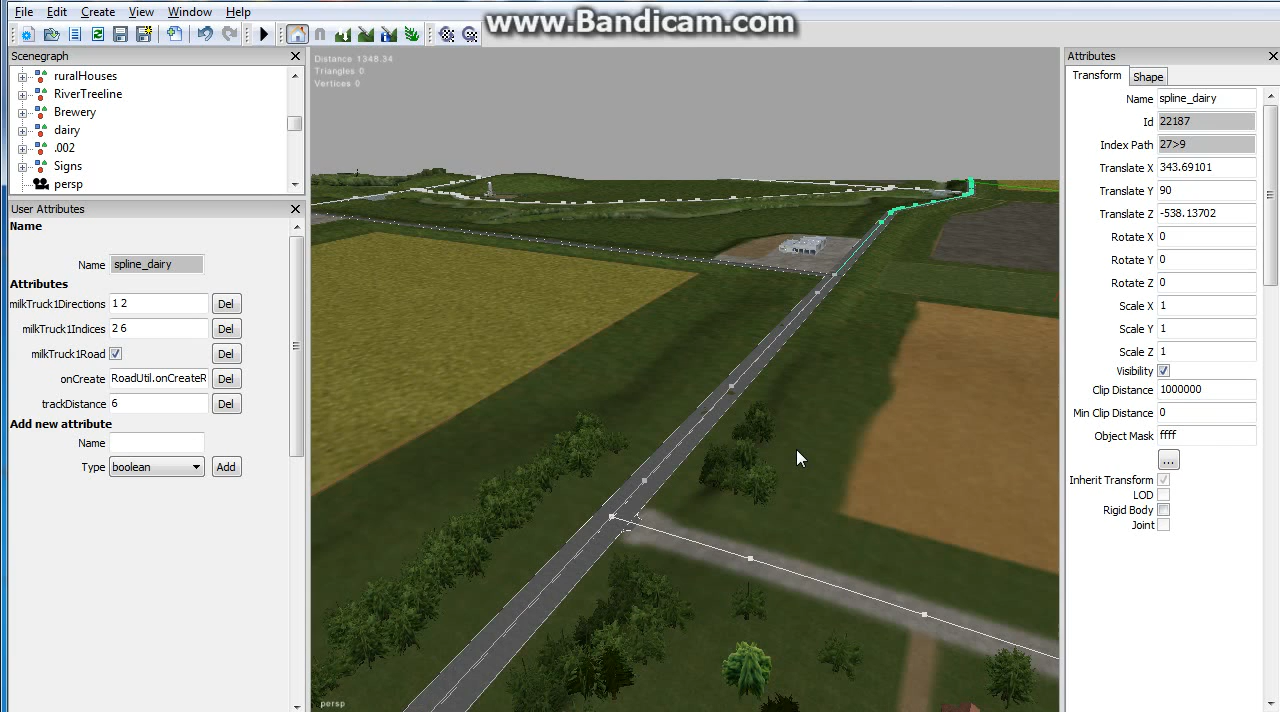 File Edit Create View Window Help
www.Bandicam.com
Scenegraph
ruralHouses
RiverTreeline
Brewery
dairy
.002
Signs
persp
User Attributes
Name
Name spline_dairy
Attributes
milkTruck1Directions 1 2 Del
milkTruck1Indices 2 6 Del
milkTruck1Road Del
onCreate RoadUtil.onCreateR Del
trackDistance 6 Del
Add new attribute
Name
Type boolean Add
Distance 1348.34
Triangles 0
Vertices 0
persp
Attributes
Transform Shape
Name spline_dairy
Id 22187
Index Path 27>9
Translate X 343.69101
Translate Y 90
Translate Z -538.13702
Rotate X 0
Rotate Y 0
Rotate Z 0
Scale X 1
Scale Y 1
Scale Z 1
Visibility
Clip Distance 1000000
Min Clip Distance 0
Object Mask ffff
...
Inherit Transform
LOD
Rigid Body
Joint